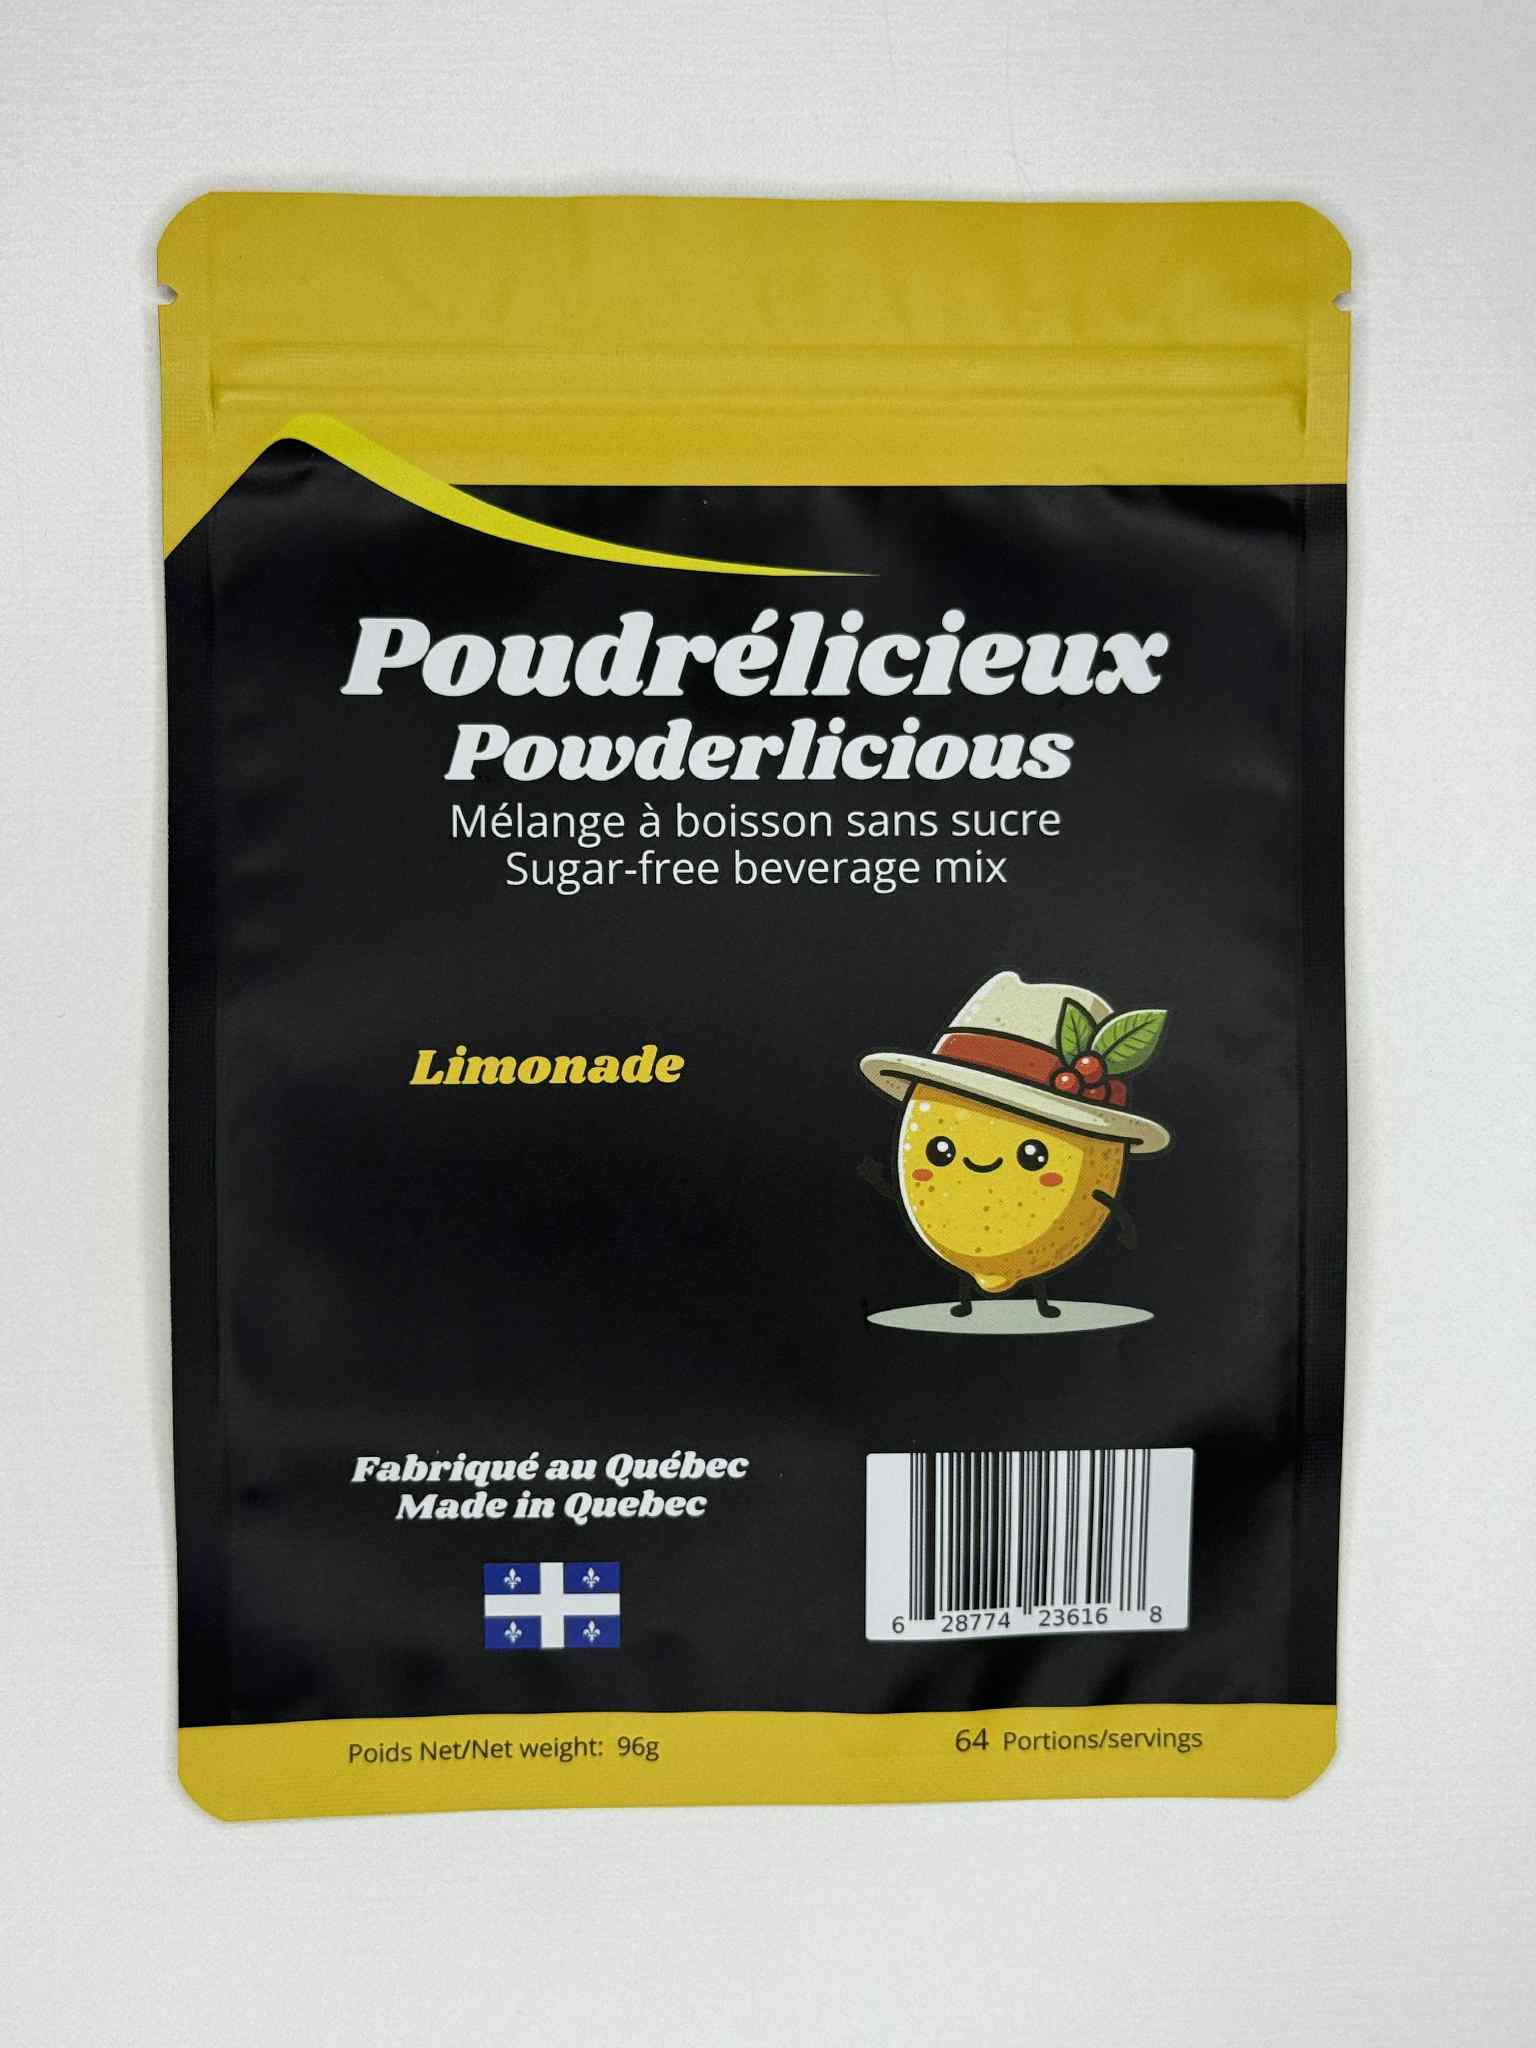 Poudrélicieux
Powderlicious
Mélange à boisson sans sucre
Sugar-free beverage mix
Limonade
Fabriqué au Québec
Made in Quebec
6 28774 23616 8
Poids Net/Net weight: 96g
64 Portions/servings